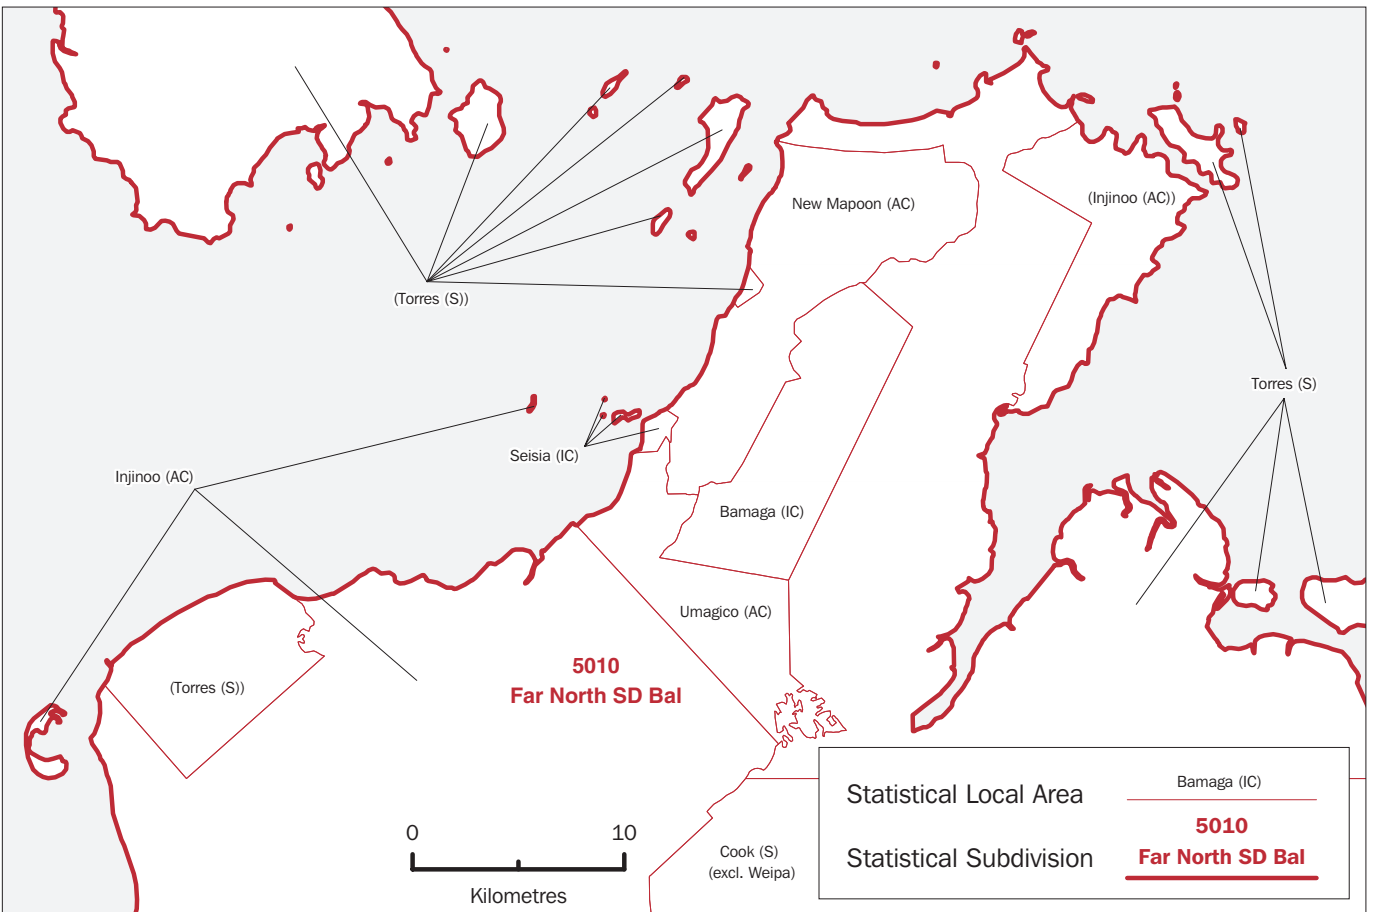 New Mapoon (AC)
(Injinoo (AC))
(Torres (S))
Torres (S)
Seisia (IC)
Injinoo (AC)
Bamaga (IC)
Umagico (AC)
5010
Far North SD Bal
(Torres (S))
0 10
Kilometres
Cook (S)
(excl. Weipa)
Statistical Local Area
Bamaga (IC)
Statistical Subdivision
5010
Far North SD Bal